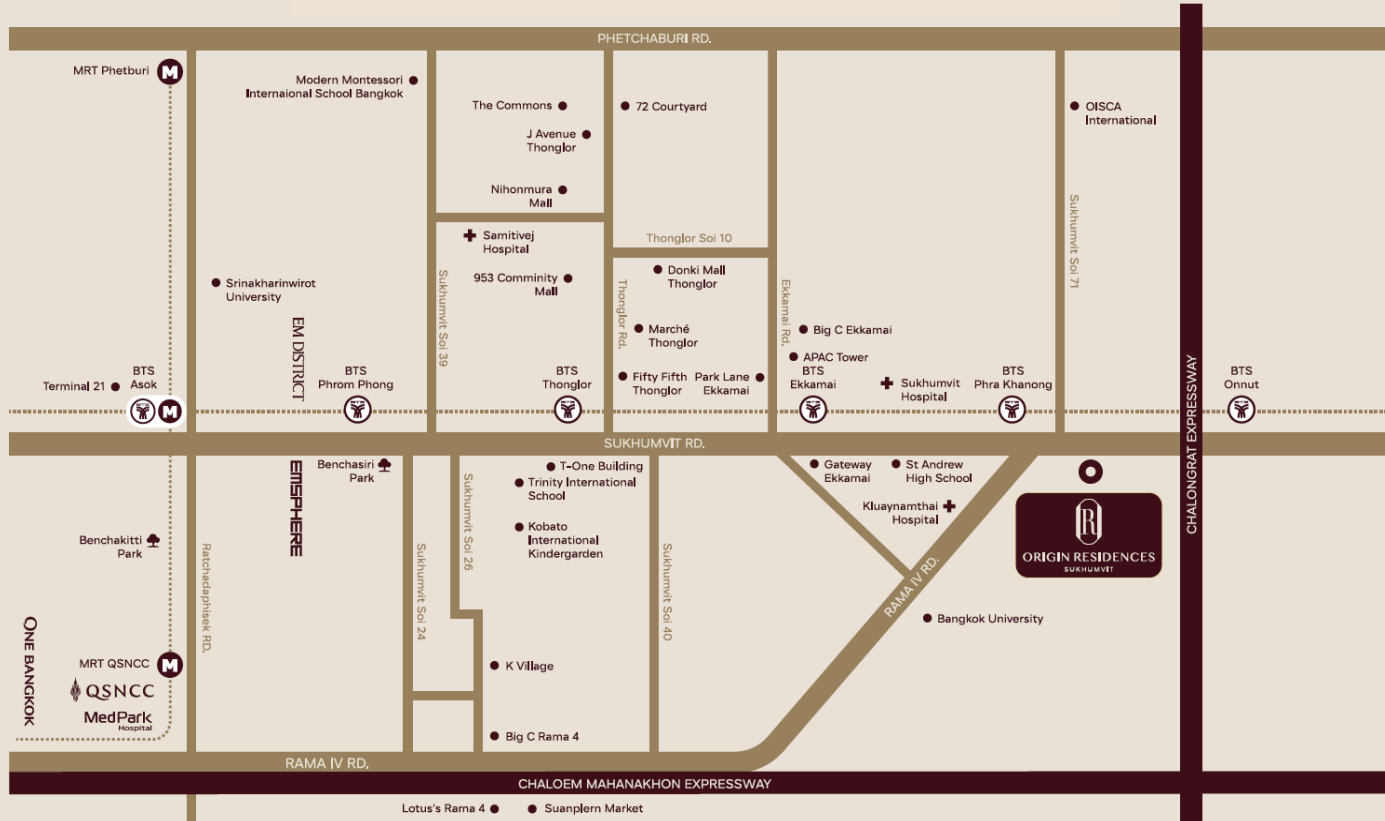 PHETCHABURI RD.
MRT Phetburi
M
Modern Montessori
Internaional School Bangkok
The Commons
J Avenue
Thonglor
Nihonmura
Mall
72 Courtyard
OISCA
International
Samitivej
Hospital
953 Comminity
Mall
Thonglor Soi 10
Donki Mall
Thonglor
Marché
Thonglor
Fifty Fifth
Thonglor
Park Lane
Ekkamai
Srinakharinwirot
University
EM DISTRICT
Sukhumvit Soi 39
Thonglor Rd.
Ekkamai Rd.
Sukhumvit Soi 71
Big C Ekkamai
APAC Tower
Terminal 21
BTS
Asok
BTS
M
BTS
Phrom Phong
BTS
BTS
Thonglor
BTS
BTS
Ekkamai
BTS
Sukhumvit
Hospital
BTS
Phra Khanong
BTS
BTS
Onnut
BTS
CHALONGRAT EXPRESSWAY
SUKHUMVIT RD.
Benchasiri
Park
EMSPHERE
T-One Building
Trinity International
School
Kobato
International
Kindergarden
Gateway
Ekkamai
St Andrew
High School
Kluaynamthai
Hospital
R
ORIGIN RESIDENCES
SUKHUMVIT
Benchakitti
Park
Ratchadaphisek RD.
Sukhumvit Soi 24
Sukhumvit Soi 26
Sukhumvit Soi 40
RAMA IV RD.
Bangkok University
ONE BANGKOK
MRT QSNCC
M
QSNCC
MedPark
Hospital
K Village
Big C Rama 4
RAMA IV RD.
CHALOEM MAHANAKHON EXPRESSWAY
Lotus's Rama 4
Suanplern Market